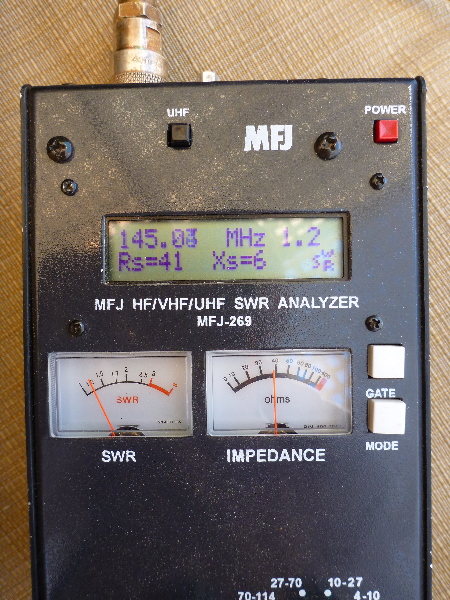 UHF
POWER
MFJ
145.03 MHz 1.2
Rs=41 Xs=6 SWR
MFJ HF/VHF/UHF SWR ANALYZER
MFJ-269
SWR
ohms
GATE
MODE
SWR
IMPEDANCE
27-70 10-27
70-114 4-10